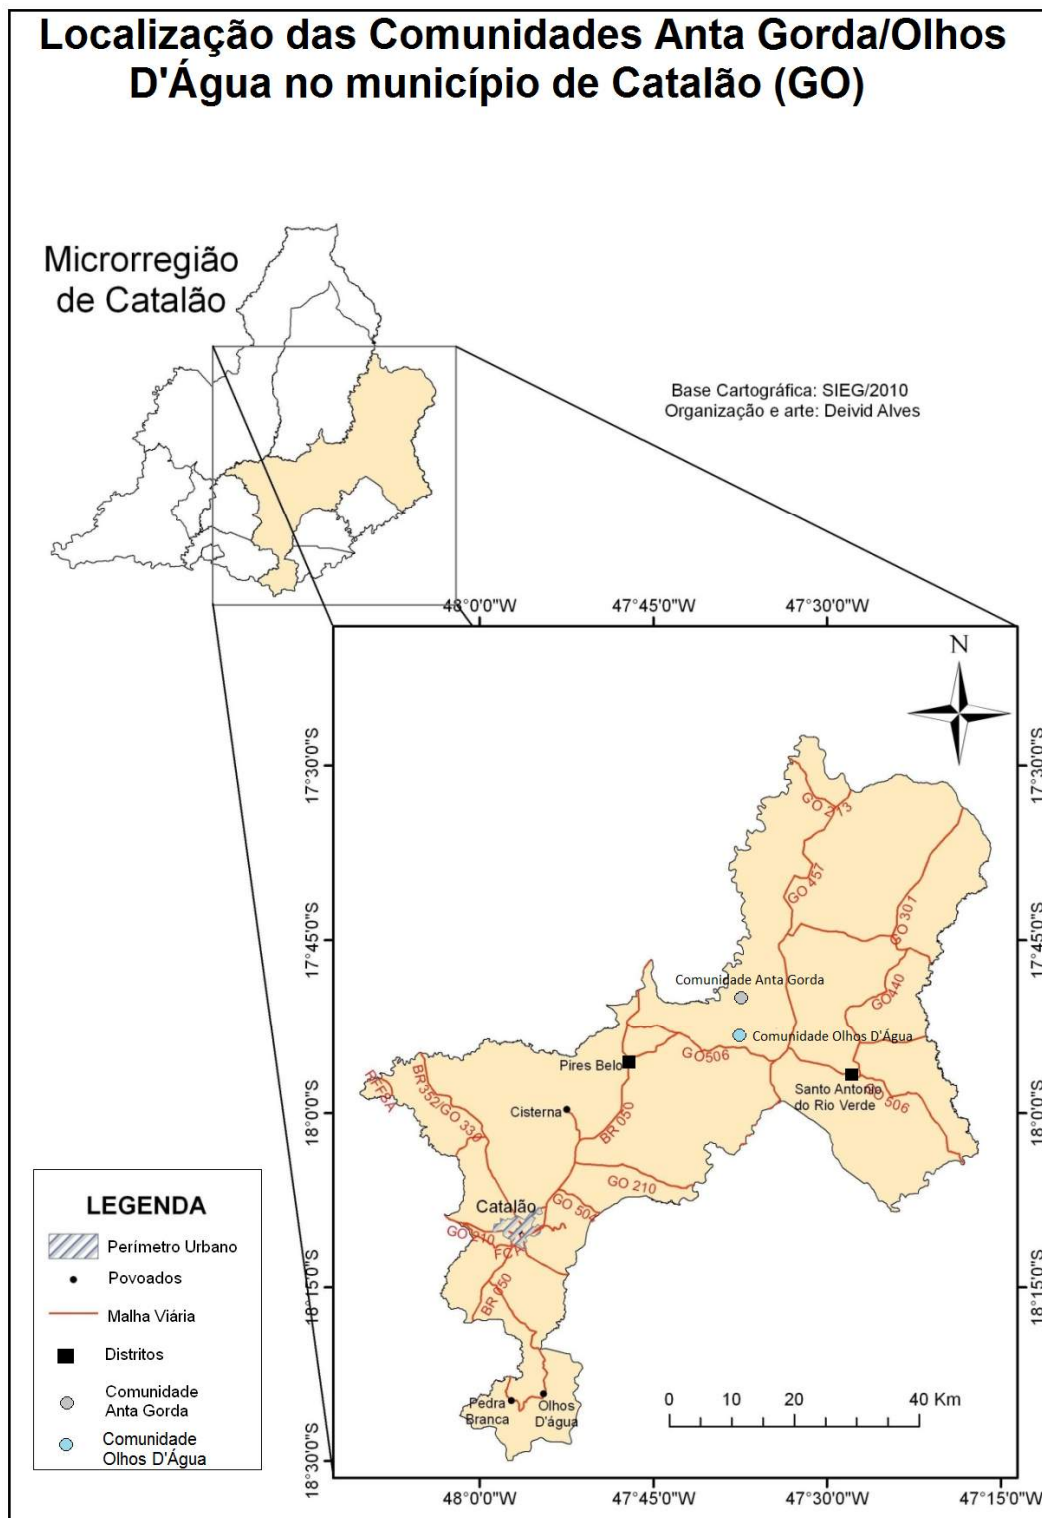 Localização das Comunidades Anta Gorda/Olhos
D'Água no município de Catalão (GO)
Microrregião
de Catalão
Base Cartográfica: SIEG/2010
Organização e arte: Deivid Alves
48°0'0"W
47°45'0"W
47°30'0"W
N
17°30'0"S
17°30'0"S
GO 213
GO 457
GO 301
17°45'0"S
17°45'0"S
Comunidade Anta Gorda
GO440
Comunidade Olhos D'Água
GO506
Pires Belo
Santo Antonio
do Rio Verde
GO 506
RFFSA
BR352/GO 330
Cisterna
BR 050
18°0'0"S
18°0'0"S
GO 210
Catalão
GO 504
GO 210
FCA
BR 050
18°15'0"S
18°15'0"S
Pedra
Branca
Olhos
D'água
0 10 20 40 Km
18°30'0"S
18°30'0"S
48°0'0"W
47°45'0"W
47°30'0"W
47°15'0"W
LEGENDA
Perímetro Urbano
Povoados
Malha Viária
Distritos
Comunidade
Anta Gorda
Comunidade
Olhos D'Água